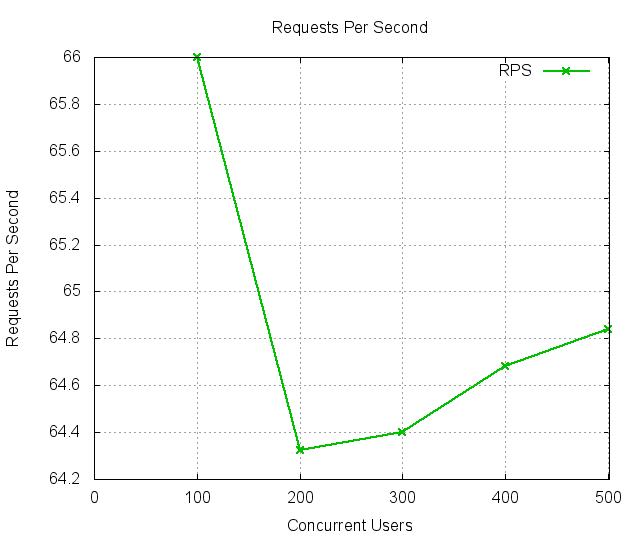 Requests Per Second
RPS
66
65.8
65.6
65.4
65.2
65
64.8
64.6
64.4
64.2
Requests Per Second
0 100 200 300 400 500
Concurrent Users